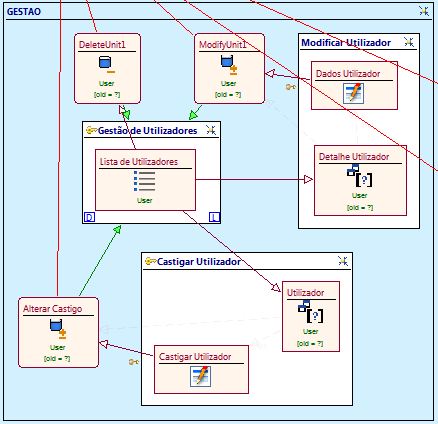 GESTAO
DeleteUnit1
User
[oid = ?]
ModifyUnit1
User
[oid = ?]
Modificar Utilizador
Dados Utilizador
Detalhe Utilizador
[?]
User
[oid = ?]
Gestão de Utilizadores
Lista de Utilizadores
User
D
L
Castigar Utilizador
Utilizador
[?]
User
[oid = ?]
Alterar Castigo
User
[oid = ?]
Castigar Utilizador